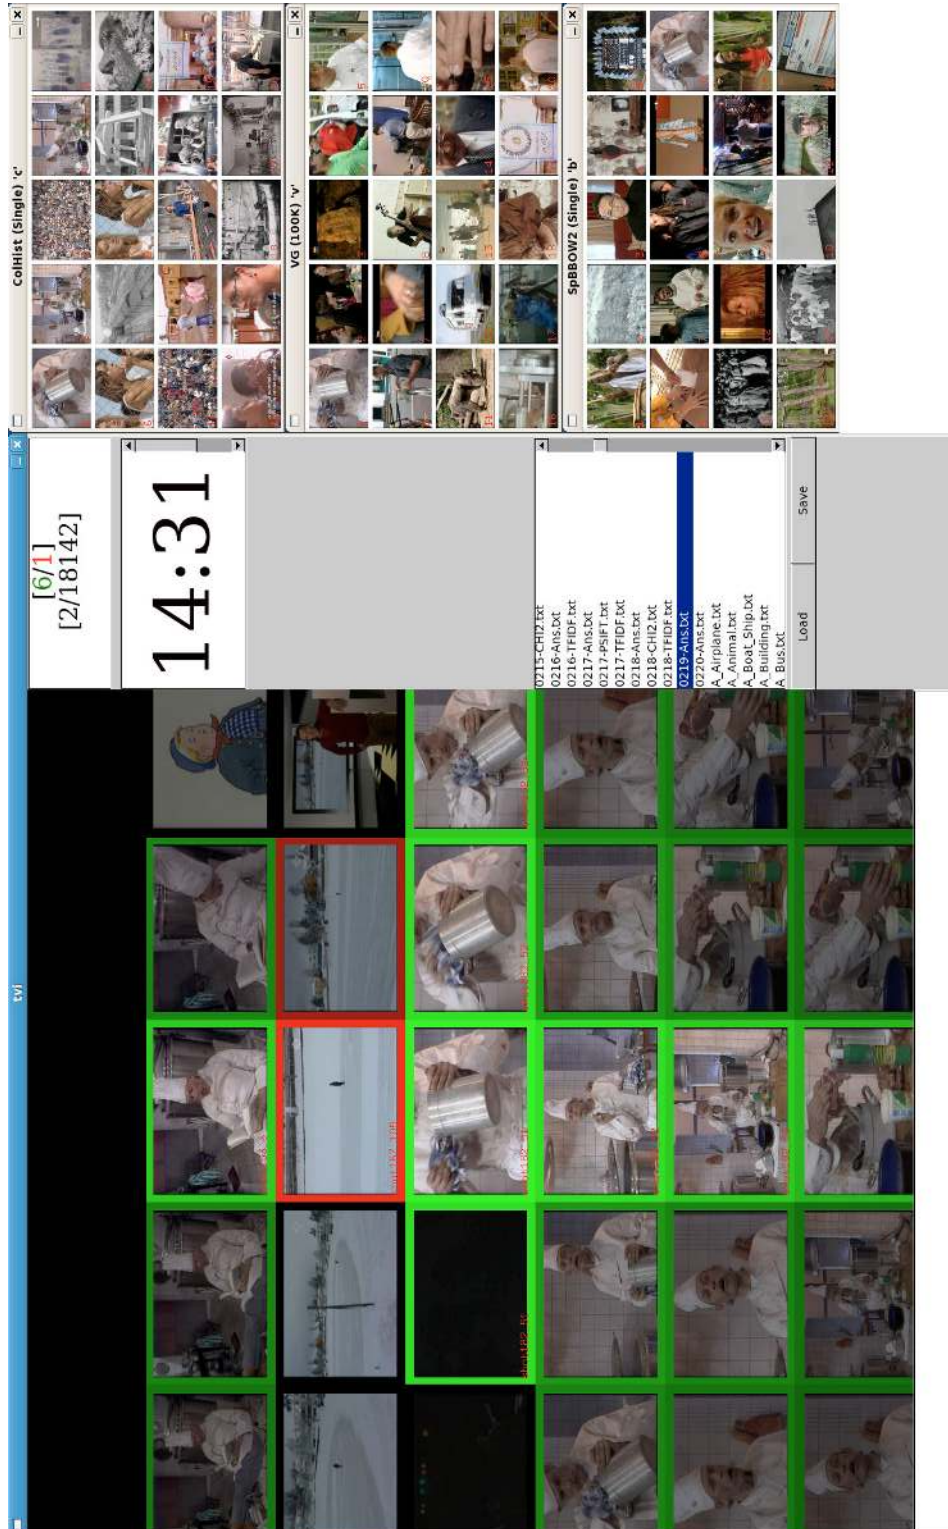 tvi
[6/1]
[2/18142]
14:31
0215-CHI2.txt
0216-Ans.txt
0216-TFIDF.txt
0217-Ans.txt
0217-PSIFT.txt
0217-TFIDF.txt
0218-Ans.txt
0218-CHI2.txt
0218-TFIDF.txt
0219-Ans.txt
0220-Ans.txt
A_Airplane.txt
A_Animal.txt
A_Boat_Ship.txt
A_Building.txt
A_Bus.txt
Load
Save
ColHist (Single) 'c'
VG (100K) 'v'
SpBBOW2 (Single) 'b'